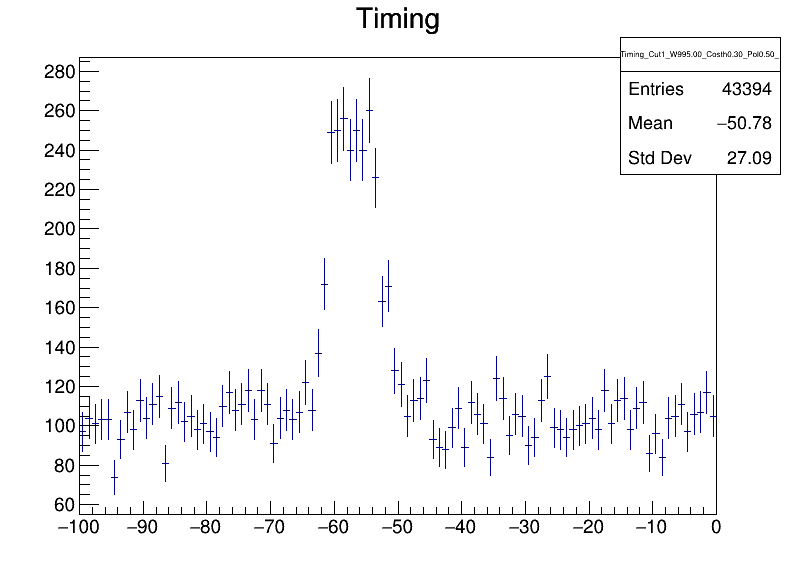 Timing
Timing_Cut1_W995.00_Costh0.30_Pol0.50_
Entries 43394
Mean −50.78
Std Dev 27.09
280
260
240
220
200
180
160
140
120
100
80
60
−100 −90 −80 −70 −60 −50 −40 −30 −20 −10 0